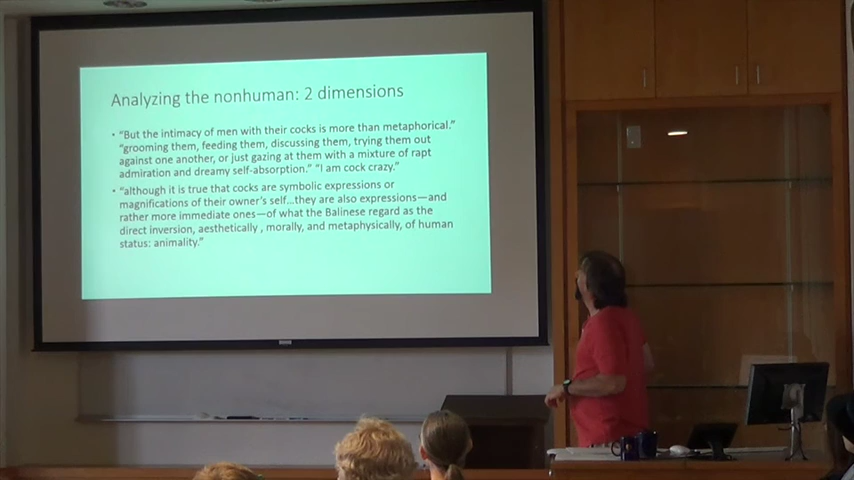 Analyzing the nonhuman: 2 dimensions
• "But the intimacy of men with their cocks is more than metaphorical."
"grooming them, feeding them, discussing them, trying them out
against one another, or just gazing at them with a mixture of rapt
admiration and dreamy self-absorption." "I am cock crazy."
• "although it is true that cocks are symbolic expressions or
magnifications of their owner's self...they are also expressions—and
rather more immediate ones—of what the Balinese regard as the
direct inversion, aesthetically , morally, and metaphysically, of human
status: animality."